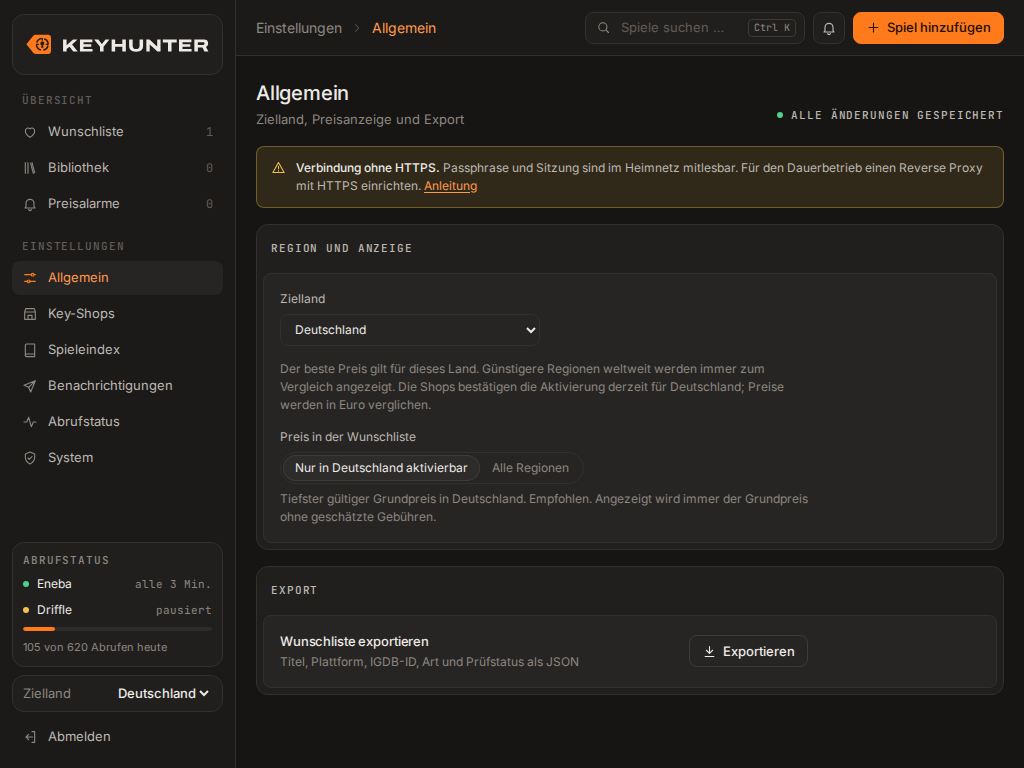 KEYHUNTER
ÜBERSICHT
Wunschliste 1
Bibliothek 0
Preisalarme 0
EINSTELLUNGEN
Allgemein
Key-Shops
Spieleindex
Benachrichtigungen
Abrufstatus
System
ABRUFSTATUS
Eneba alle 3 Min.
Driffle pausiert
105 von 620 Abrufen heute
Zielland Deutschland
Abmelden
Einstellungen Allgemein
Spiele suchen ... Ctrl K
Spiel hinzufügen
Allgemein
Zielland, Preisanzeige und Export
ALLE ÄNDERUNGEN GESPEICHERT
Verbindung ohne HTTPS. Passphrase und Sitzung sind im Heimnetz mitlesbar. Für den Dauerbetrieb einen Reverse Proxy
mit HTTPS einrichten. Anleitung
REGION UND ANZEIGE
Zielland
Deutschland
Der beste Preis gilt für dieses Land. Günstigere Regionen weltweit werden immer zum
Vergleich angezeigt. Die Shops bestätigen die Aktivierung derzeit für Deutschland; Preise
werden in Euro verglichen.
Preis in der Wunschliste
Nur in Deutschland aktivierbar Alle Regionen
Tiefster gültiger Grundpreis in Deutschland. Empfohlen. Angezeigt wird immer der Grundpreis
ohne geschätzte Gebühren.
EXPORT
Wunschliste exportieren
Titel, Plattform, IGDB-ID, Art und Prüfstatus als JSON
Exportieren